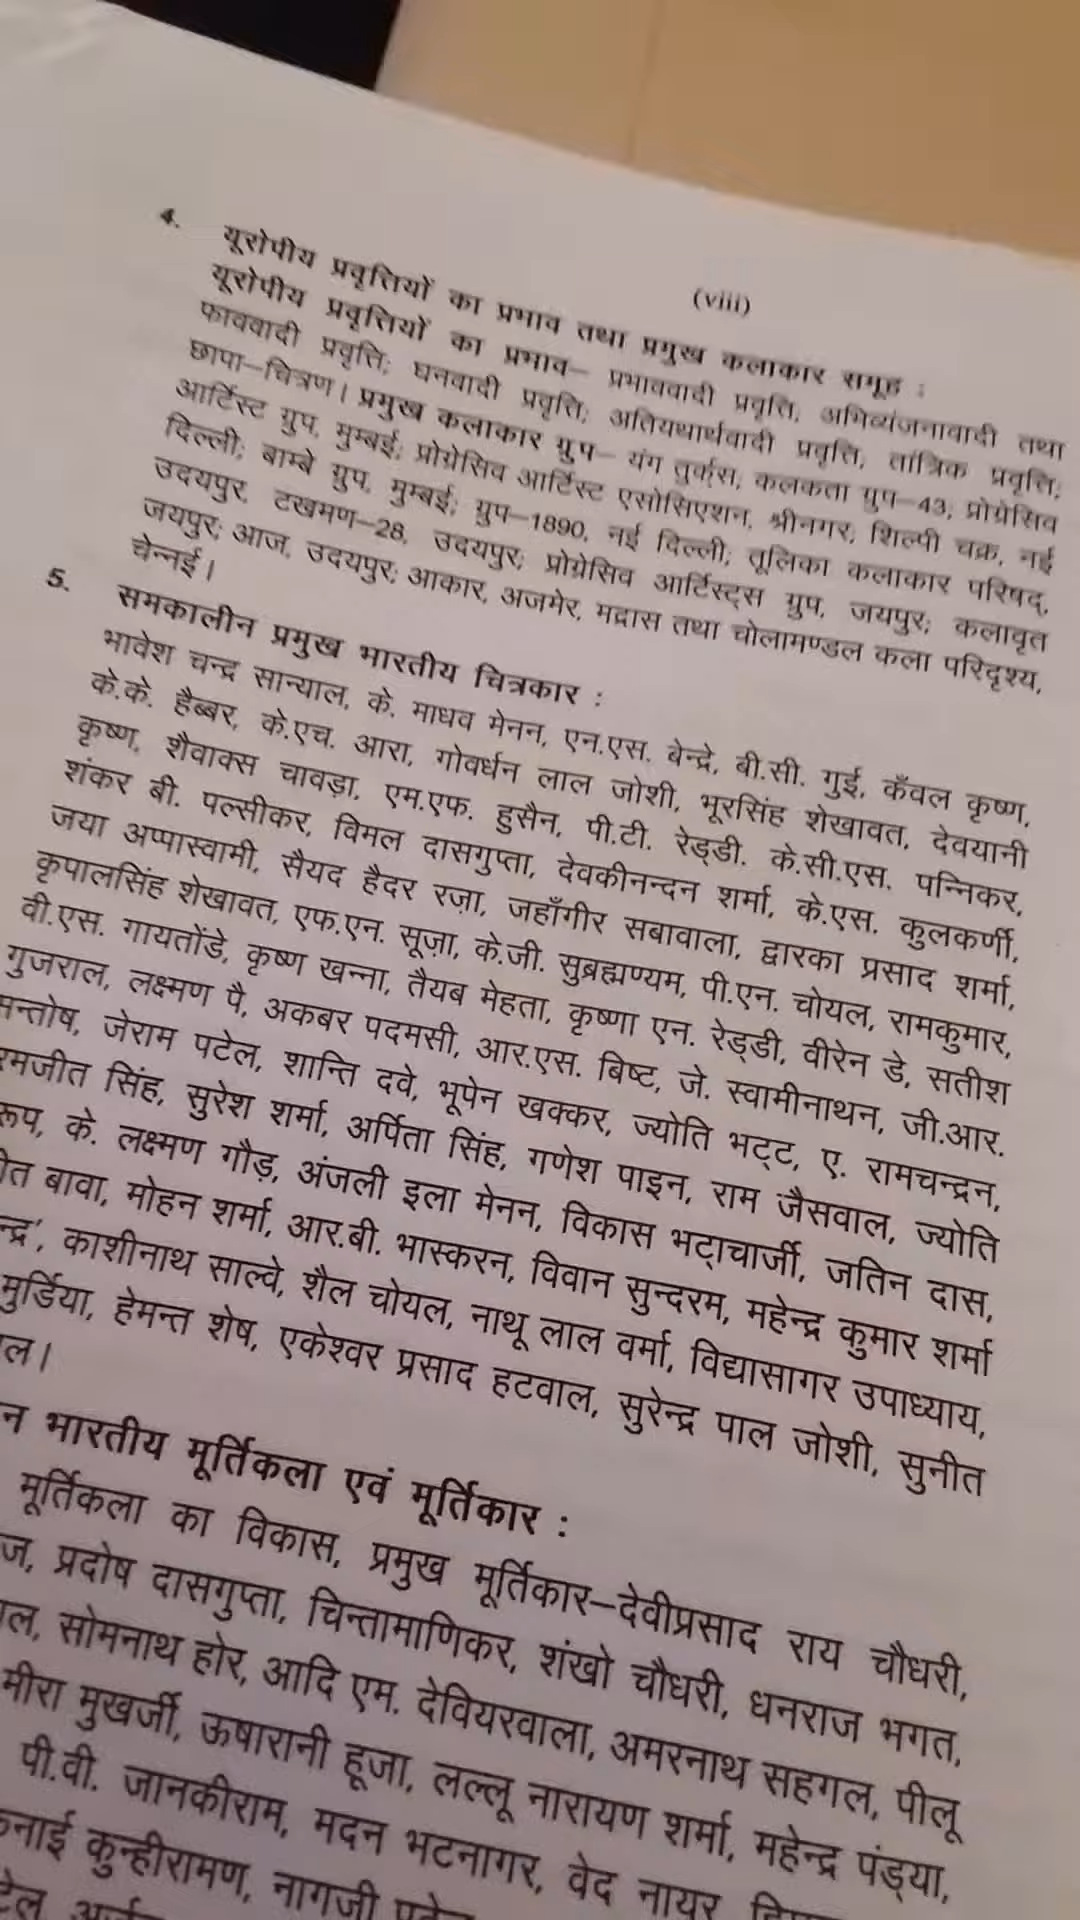 (viii)
4. यूरोपीय प्रवृत्तियों का प्रभाव तथा प्रमुख कलाकार समूह :
यूरोपीय प्रवृत्तियों का प्रभाव– प्रभाववादी प्रवृत्ति, अभिव्यंजनावादी तथा
फाववादी प्रवृत्ति; घनवादी प्रवृत्ति; अतियथार्थवादी प्रवृत्ति, तांत्रिक प्रवृत्ति;
छापा–चित्रण। प्रमुख कलाकार ग्रुप– यंग तुर्क्स, कलकता ग्रुप–43; प्रोग्रेसिव
आर्टिस्ट ग्रुप, मुम्बई; प्रोग्रेसिव आर्टिस्ट एसोसिएशन, श्रीनगर; शिल्पी चक्र, नई
दिल्ली; बाम्बे ग्रुप, मुम्बई; ग्रुप–1890, नई दिल्ली; तूलिका कलाकार परिषद्,
उदयपुर, टखमण–28, उदयपुर; प्रोग्रेसिव आर्टिस्ट्स ग्रुप, जयपुर; कलावृत
जयपुर; आज, उदयपुर; आकार, अजमेर, मद्रास तथा चोलामण्डल कला परिदृश्य,
चेन्नई।
5. समकालीन प्रमुख भारतीय चित्रकार :
भावेश चन्द्र सान्याल, के. माधव मेनन, एन.एस. बेन्द्रे, बी.सी. गुई, कँवल कृष्ण,
के.के. हैब्बर, के.एच. आरा, गोवर्धन लाल जोशी, भूरसिंह शेखावत, देवयानी
कृष्ण, शैवाक्स चावड़ा, एम.एफ. हुसैन, पी.टी. रेड्डी. के.सी.एस. पन्निकर,
शंकर बी. पल्सीकर, विमल दासगुप्ता, देवकीनन्दन शर्मा, के.एस. कुलकर्णी,
जया अप्पास्वामी, सैयद हैदर रज़ा, जहाँगीर सबावाला, द्वारका प्रसाद शर्मा,
कृपालसिंह शेखावत, एफ.एन. सूज़ा, के.जी. सुब्रह्मण्यम, पी.एन. चोयल, रामकुमार,
वी.एस. गायतोंडे, कृष्ण खन्ना, तैयब मेहता, कृष्णा एन. रेड्डी, वीरेन डे, सतीश
गुजराल, लक्ष्मण पै, अकबर पदमसी, आर.एस. बिष्ट, जे. स्वामीनाथन, जी.आर.
सन्तोष, जेराम पटेल, शान्ति दवे, भूपेन खक्कर, ज्योति भट्ट, ए. रामचन्द्रन,
रमजीत सिंह, सुरेश शर्मा, अर्पिता सिंह, गणेश पाइन, राम जैसवाल, ज्योति
रूप, के. लक्ष्मण गौड़, अंजली इला मेनन, विकास भट्टाचार्जी, जतिन दास,
ीत बावा, मोहन शर्मा, आर.बी. भास्करन, विवान सुन्दरम, महेन्द्र कुमार शर्मा
न्द्र', काशीनाथ साल्वे, शैल चोयल, नाथू लाल वर्मा, विद्यासागर उपाध्याय,
मुर्डिया, हेमन्त शेष, एकेश्वर प्रसाद हटवाल, सुरेन्द्र पाल जोशी, सुनीत
ल।
न भारतीय मूर्तिकला एवं मूर्तिकार :
मूर्तिकला का विकास, प्रमुख मूर्तिकार–देवीप्रसाद राय चौधरी,
ज, प्रदोष दासगुप्ता, चिन्तामाणिकर, शंखो चौधरी, धनराज भगत,
ल, सोमनाथ होर, आदि एम. देवियरवाला, अमरनाथ सहगल, पीलू
मीरा मुखर्जी, ऊषारानी हूजा, लल्लू नारायण शर्मा, महेन्द्र पंड्या,
पी.वी. जानकीराम, मदन भटनागर, वेद नायर
नाई कुन्हीरामण, नागजी पटेल